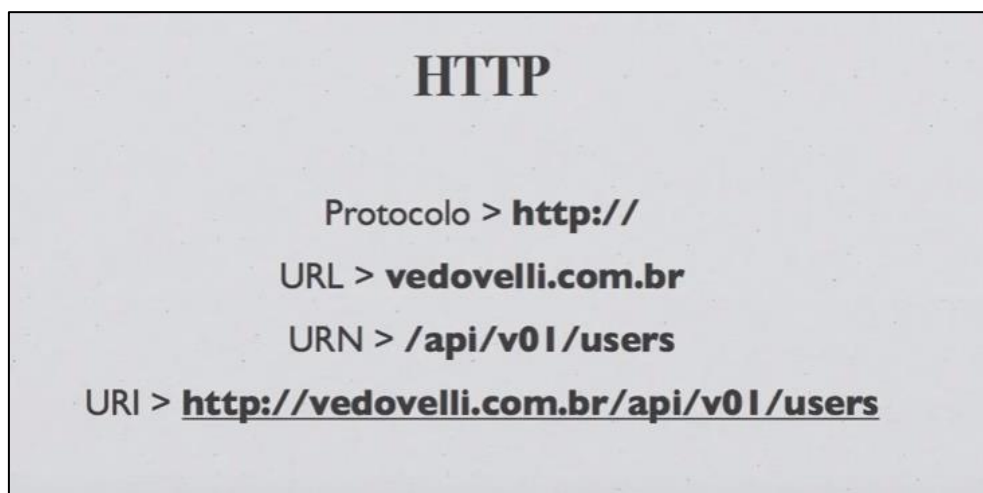 HTTP
Protocolo > http://
URL > vedovelli.com.br
URN > /api/v01/users
URI > http://vedovelli.com.br/api/v01/users